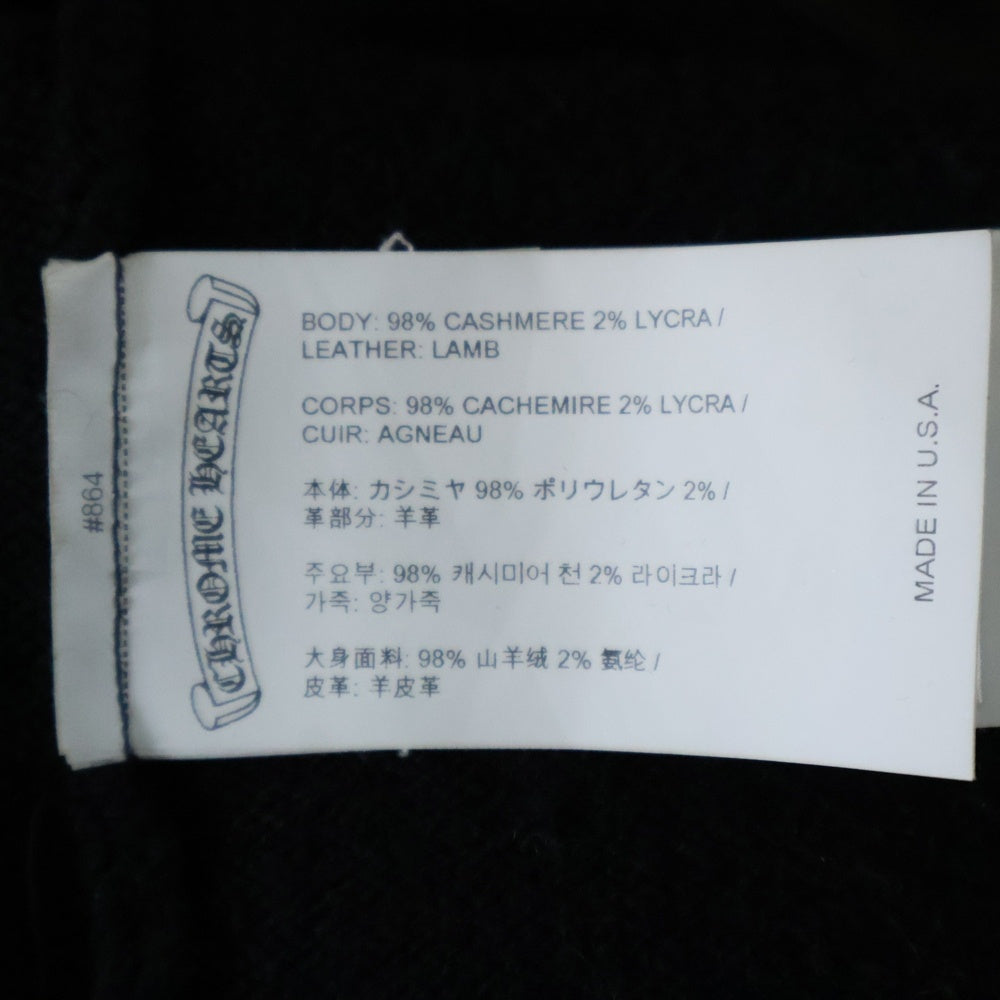 #864
CHROME HEARTS
BODY: 98% CASHMERE 2% LYCRA /
LEATHER: LAMB
CORPS: 98% CACHEMIRE 2% LYCRA /
CUIR: AGNEAU
本体: カシミヤ 98% ポリウレタン 2% /
革部分: 羊革
주요부: 98% 캐시미어 천 2% 라이크라 /
가죽: 양가죽
大身面料: 98% 山羊绒 2% 氨纶 /
皮革: 羊皮革
MADE IN U.S.A.